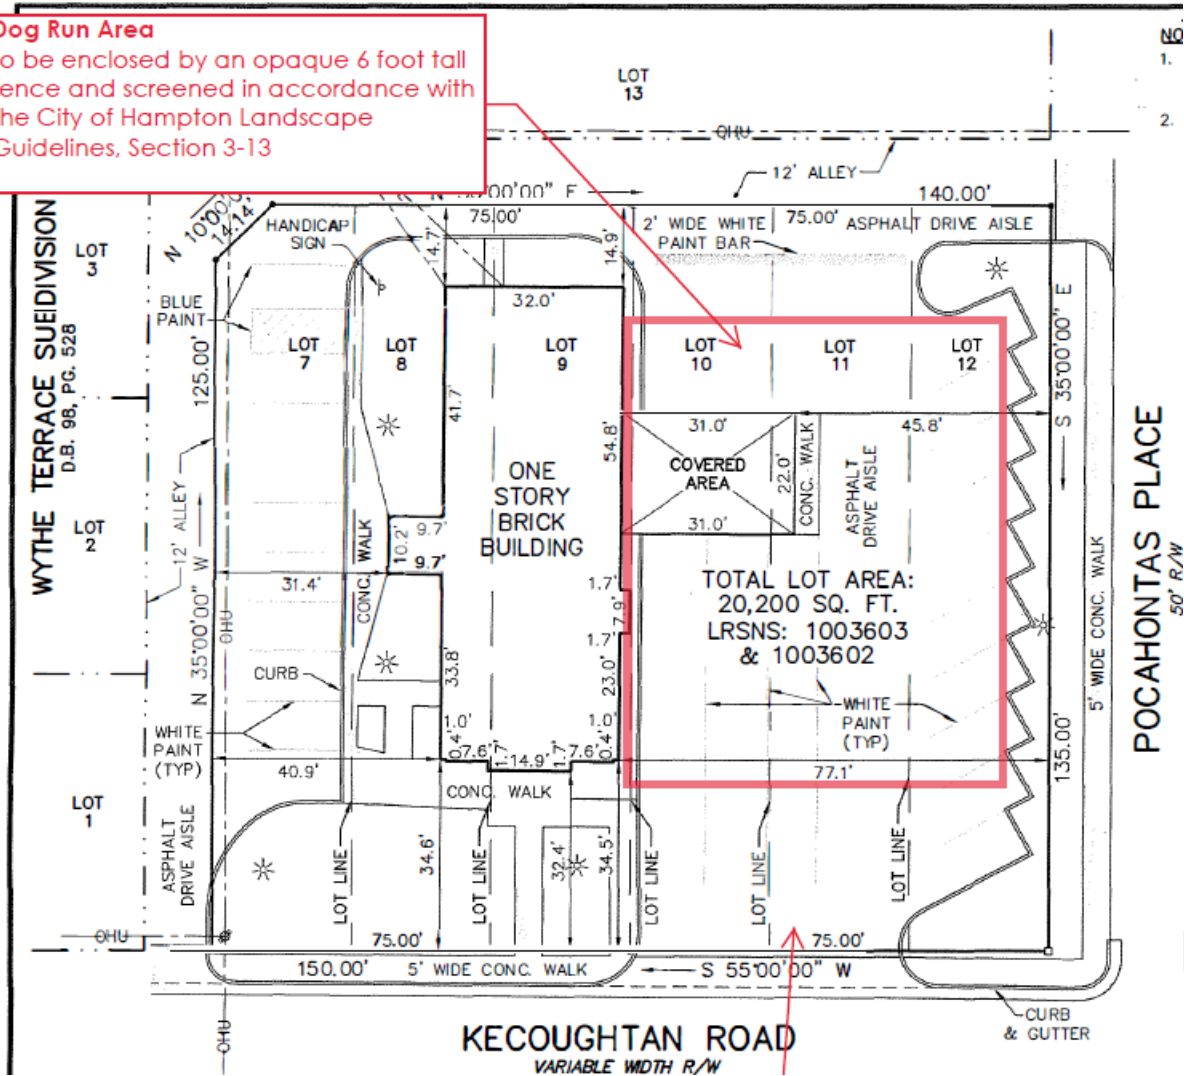 Dog Run Area
o be enclosed by an opaque 6 foot tall
ence and screened in accordance with
he City of Hampton Landscape
Guidelines, Section 3-13
LOT
13
NO
1.
2.
OHU
12' ALLEY
140.00'
N 10°00'0
14.14'
00'00" E
75.00'
HANDICAP
SIGN
14.7'
14.9'
2' WIDE WHITE
PAINT BAR
75.00'
ASPHALT DRIVE AISLE
WYTHE TERRACE SUBDIVISION
D.B. 98, PG. 528
LOT
3
BLUE
PAINT
32.0'
LOT
7
LOT
8
LOT
9
LOT
10
LOT
11
LOT
12
S 35°00'00" E
125.00'
41.7'
54.8'
31.0'
45.8'
COVERED
AREA
22.0'
CONC. WALK
ASPHALT
DRIVE AISLE
31.0'
ONE
STORY
BRICK
BUILDING
LOT
2
12' ALLEY
N 35°00'00" W
OHU
31.4'
CONC. WALK
10.2'
9.7'
9.7'
1.7'
7.9'
1.7'
23.0'
1.0'
0.4'
TOTAL LOT AREA:
20,200 SQ. FT.
LRSNS: 1003603
& 1003602
5' WIDE CONC. WALK
POCAHONTAS PLACE
50' R/W
CURB
33.8'
1.0'
0.4'
WHITE
PAINT
(TYP)
WHITE
PAINT
(TYP)
135.00'
40.9'
7.6'
1.7'
14.9'
1.7'
7.6'
77.1'
CONC. WALK
LOT
1
ASPHALT
DRIVE AISLE
LOT LINE
34.6'
LOT LINE
32.4'
34.5'
LOT LINE
LOT LINE
LOT LINE
OHU
75.00'
75.00'
150.00'
5' WIDE CONC. WALK
S 55°00'00" W
CURB
& GUTTER
OHU
KECOUGHTAN ROAD
VARIABLE WIDTH R/W